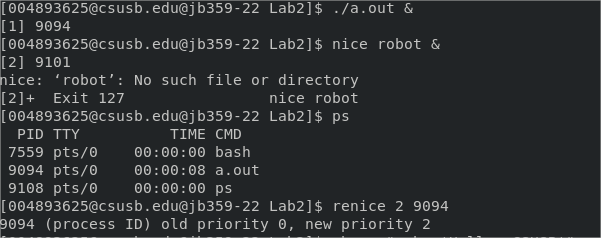 [004893625@csusb.edu@jb359-22 Lab2]$ ./a.out &
[1] 9094
[004893625@csusb.edu@jb359-22 Lab2]$ nice robot &
[2] 9101
nice: ‘robot’: No such file or directory
[2]+  Exit 127                nice robot
[004893625@csusb.edu@jb359-22 Lab2]$ ps
  PID TTY          TIME CMD
 7559 pts/0    00:00:00 bash
 9094 pts/0    00:00:08 a.out
 9108 pts/0    00:00:00 ps
[004893625@csusb.edu@jb359-22 Lab2]$ renice 2 9094
9094 (process ID) old priority 0, new priority 2